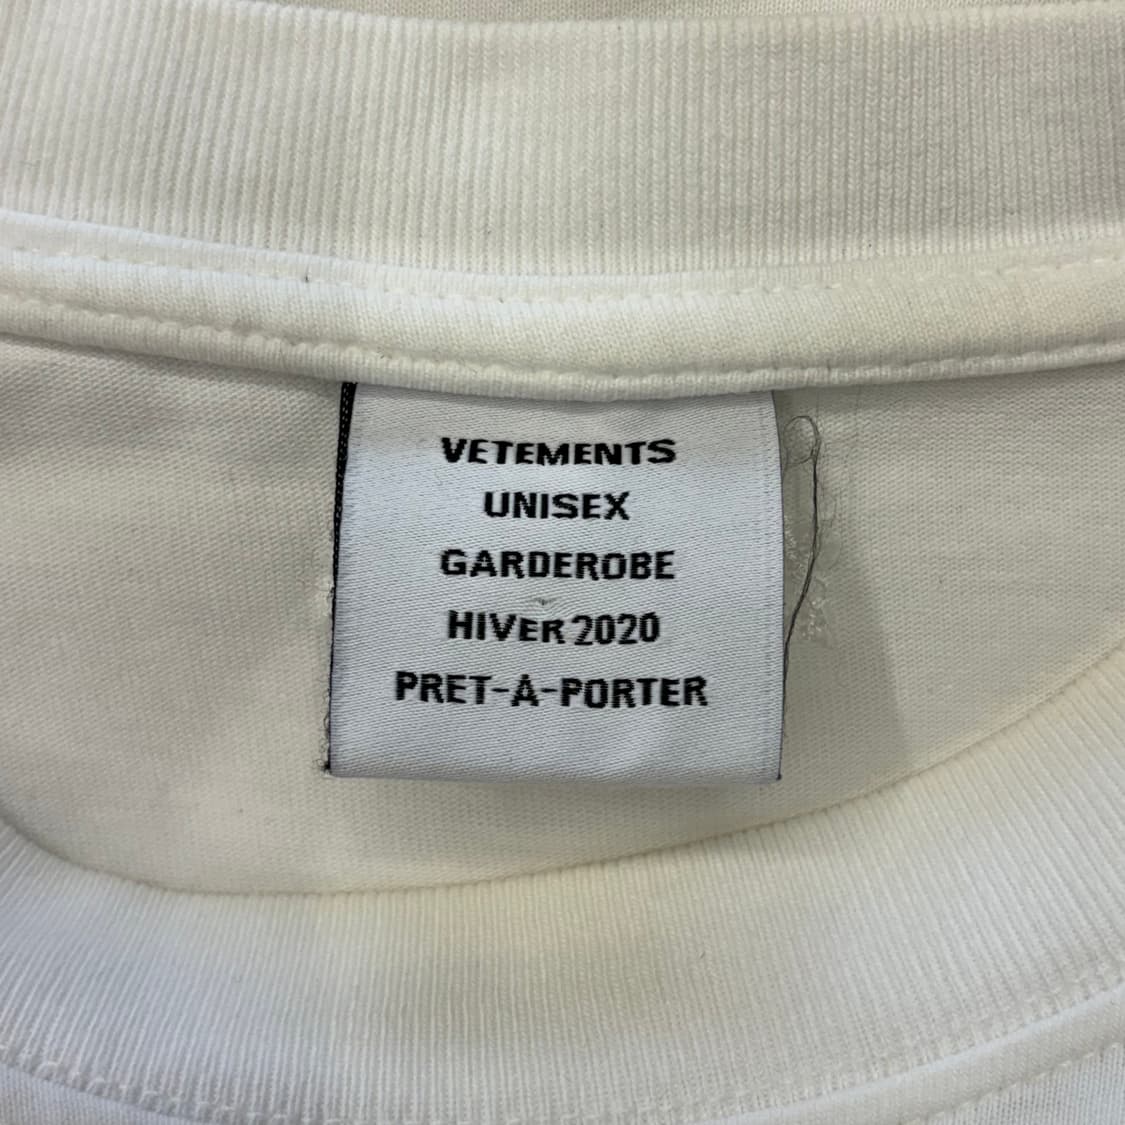 VETEMENTS
UNISEX
GARDEROBE
HIVER 2020
PRET-A-PORTER